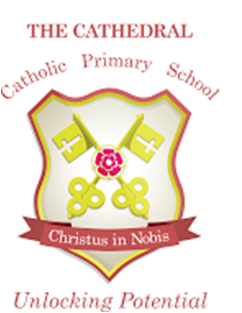 THE CATHEDRAL
Catholic Primary School
Christus in Nobis
Unlocking Potential